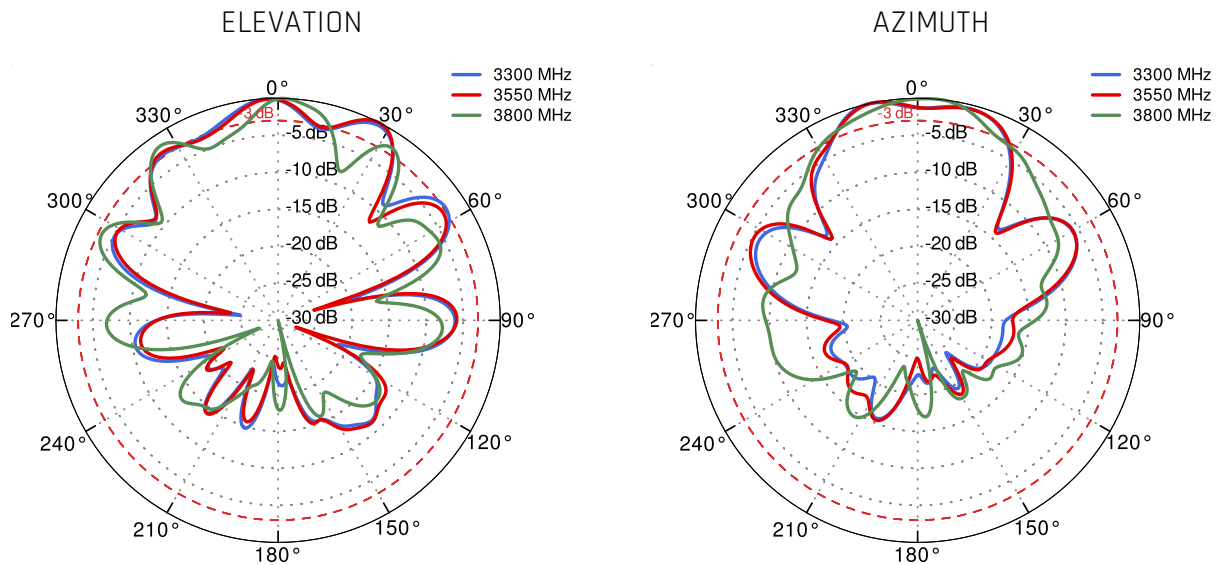 ELEVATION
3300 MHz
3550 MHz
3800 MHz
0°
330°
-3 dB
30°
-5 dB
-10 dB
300°
-15 dB
60°
-20 dB
-25 dB
270°
-30 dB
90°
240°
120°
210°
150°
180°
AZIMUTH
3300 MHz
3550 MHz
3800 MHz
0°
330°
-3 dB
30°
-5 dB
-10 dB
300°
-15 dB
60°
-20 dB
-25 dB
270°
-30 dB
90°
240°
120°
210°
150°
180°